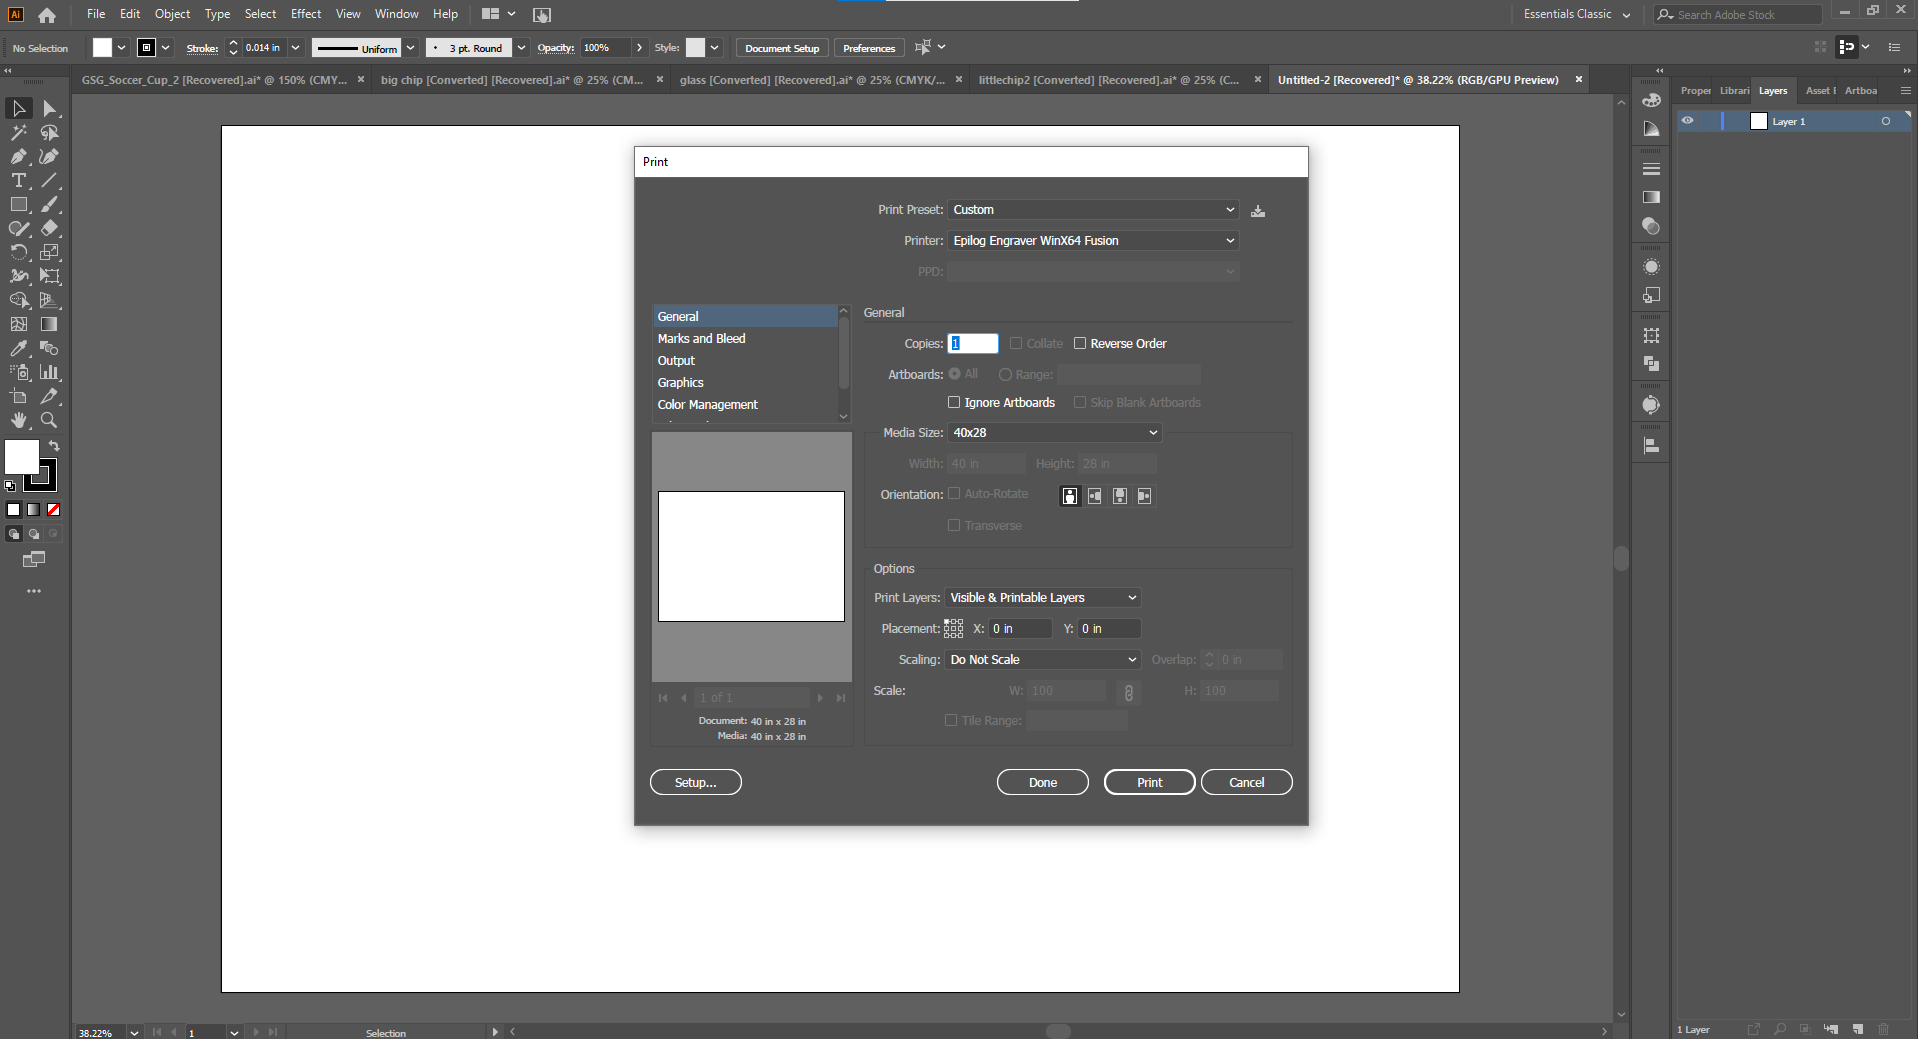 Ai File Edit Object Type Select Effect View Window Help Essentials Classic Search Adobe Stock
No Selection Stroke: 0.014 in Uniform 3 pt. Round Opacity: 100% Style: Document Setup Preferences
GSG_Soccer_Cup_2 [Recovered].ai* @ 150% (CMY... × big chip [Converted] [Recovered].ai* @ 25% (CM... × glass [Converted] [Recovered].ai* @ 25% (CMYK/... × littlechip2 [Converted] [Recovered].ai* @ 25% (C... × Untitled-2 [Recovered]* @ 38.22% (RGB/GPU Preview) ×
Proper Librari Layers Asset E Artboa
Layer 1
Print
Print Preset: Custom
Printer: Epilog Engraver WinX64 Fusion
PPD:
General
Marks and Bleed
Output
Graphics
Color Management
General
Copies: 1 Collate Reverse Order
Artboards: All Range:
Ignore Artboards Skip Blank Artboards
Media Size: 40x28
Width: 40 in Height: 28 in
Orientation: Auto-Rotate
Transverse
Options
Print Layers: Visible & Printable Layers
Placement: X: 0 in Y: 0 in
Scaling: Do Not Scale Overlap: 0 in
Scale: W: 100 H: 100
Tile Range:
1 of 1
Document: 40 in x 28 in
Media: 40 in x 28 in
Setup... Done Print Cancel
38.22% 1 Selection
1 Layer